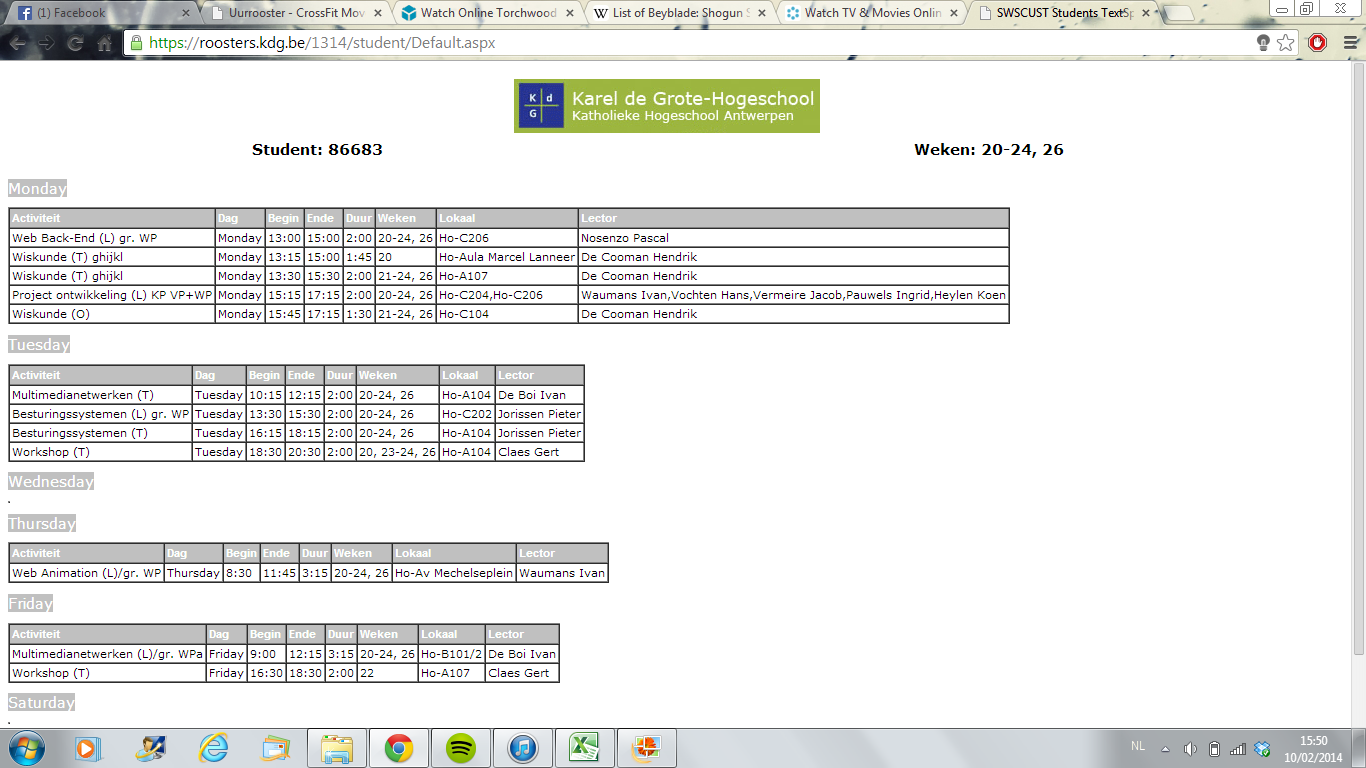 (1) Facebook
Uurrooster - CrossFit Mov
Watch Online Torchwood
List of Beyblade: Shogun S
Watch TV & Movies Onlin
SWSCUST Students TextSp
https://roosters.kdg.be/1314/student/Default.aspx
K d G
Karel de Grote-Hogeschool
Katholieke Hogeschool Antwerpen
Student: 86683 Weken: 20-24, 26
Monday
Activiteit Dag Begin Einde Duur Weken Lokaal Lector
Web Back-End (L) gr. WP Monday 13:00 15:00 2:00 20-24, 26 Ho-C206 Nosenzo Pascal
Wiskunde (T) ghijkl Monday 13:15 15:00 1:45 20 Ho-Aula Marcel Lanneer De Cooman Hendrik
Wiskunde (T) ghijkl Monday 13:30 15:30 2:00 21-24, 26 Ho-A107 De Cooman Hendrik
Project ontwikkeling (L) KP VP+WP Monday 15:15 17:15 2:00 20-24, 26 Ho-C204,Ho-C206 Waumans Ivan,Vochten Hans,Vermeire Jacob,Pauwels Ingrid,Heylen Koen
Wiskunde (O) Monday 15:45 17:15 1:30 21-24, 26 Ho-C104 De Cooman Hendrik
Tuesday
Activiteit Dag Begin Einde Duur Weken Lokaal Lector
Multimedianetwerken (T) Tuesday 10:15 12:15 2:00 20-24, 26 Ho-A104 De Boi Ivan
Besturingssystemen (L) gr. WP Tuesday 13:30 15:30 2:00 20-24, 26 Ho-C202 Jorissen Pieter
Besturingssystemen (T) Tuesday 16:15 18:15 2:00 20-24, 26 Ho-A104 Jorissen Pieter
Workshop (T) Tuesday 18:30 20:30 2:00 20, 23-24, 26 Ho-A104 Claes Gert
Wednesday
.
Thursday
Activiteit Dag Begin Einde Duur Weken Lokaal Lector
Web Animation (L)/gr. WP Thursday 8:30 11:45 3:15 20-24, 26 Ho-Av Mechelseplein Waumans Ivan
Friday
Activiteit Dag Begin Einde Duur Weken Lokaal Lector
Multimedianetwerken (L)/gr. WPa Friday 9:00 12:15 3:15 20-24, 26 Ho-B101/2 De Boi Ivan
Workshop (T) Friday 16:30 18:30 2:00 22 Ho-A107 Claes Gert
Saturday
.
NL
15:50
10/02/2014